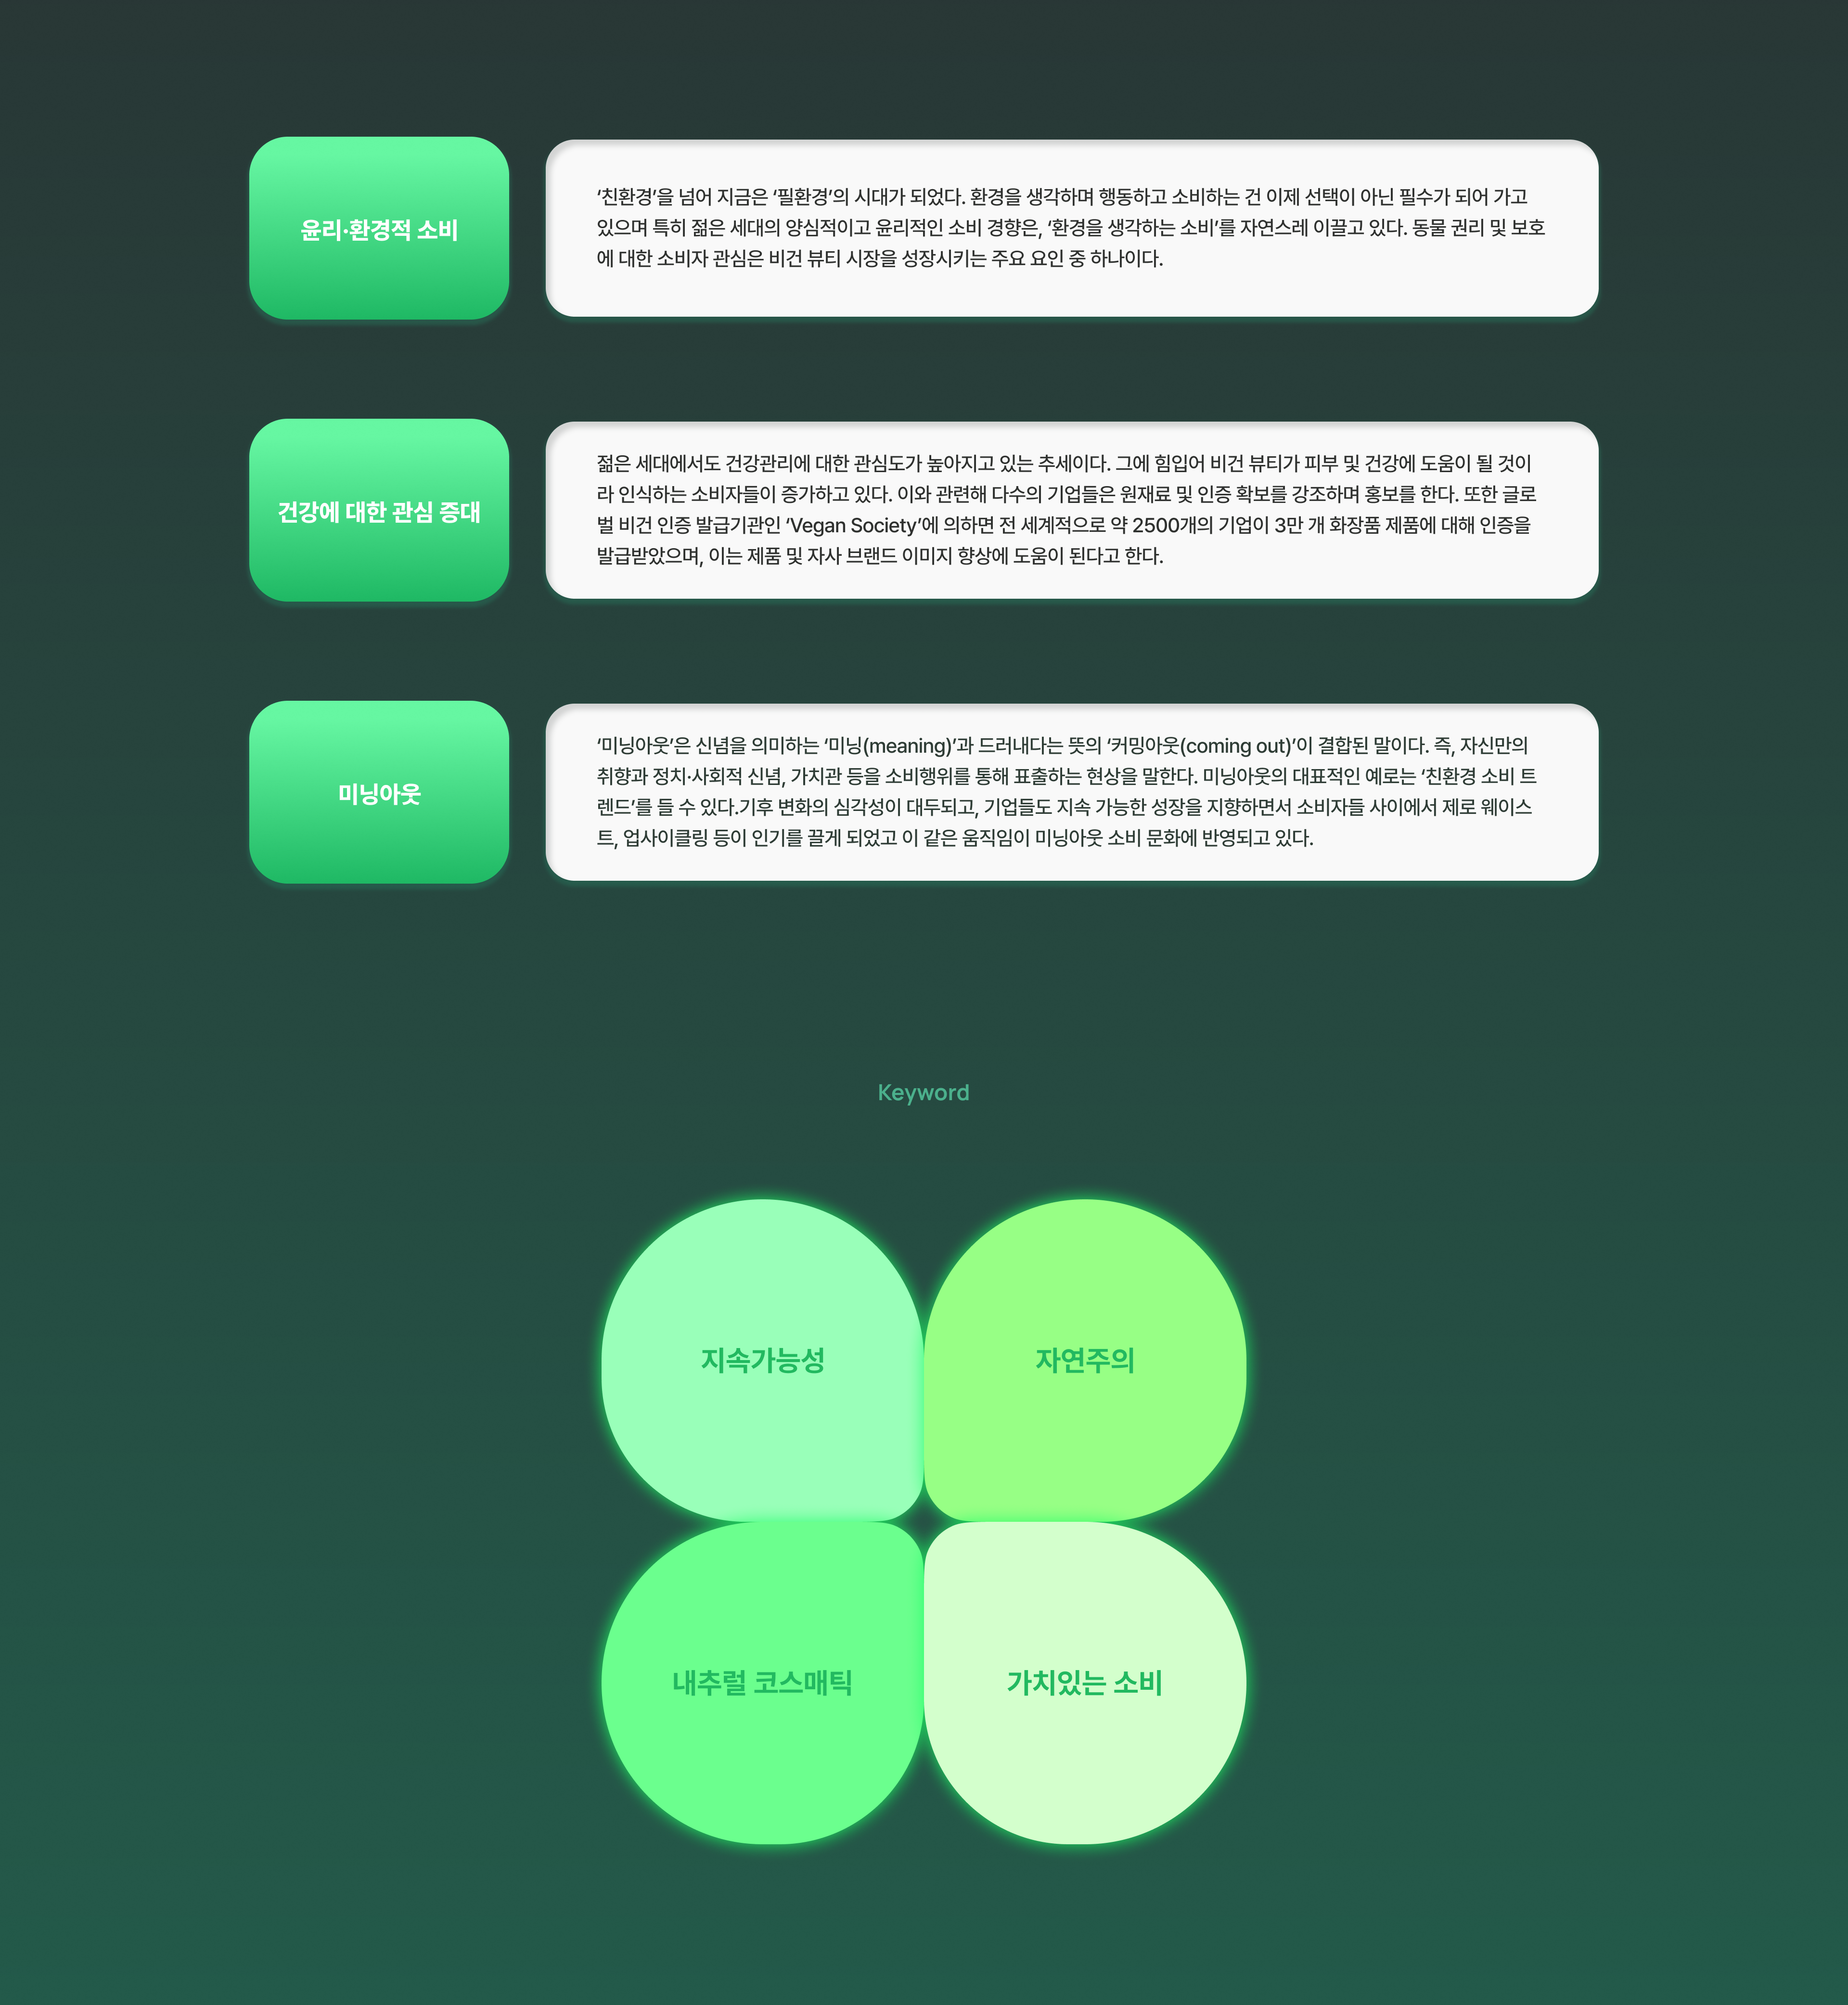 윤리·환경적 소비
‘친환경’을 넘어 지금은 ‘필환경’의 시대가 되었다. 환경을 생각하며 행동하고 소비하는 건 이제 선택이 아닌 필수가 되어 가고
있으며 특히 젊은 세대의 양심적이고 윤리적인 소비 경향은, ‘환경을 생각하는 소비’를 자연스레 이끌고 있다. 동물 권리 및 보호
에 대한 소비자 관심은 비건 뷰티 시장을 성장시키는 주요 요인 중 하나이다.
건강에 대한 관심 증대
젊은 세대에서도 건강관리에 대한 관심도가 높아지고 있는 추세이다. 그에 힘입어 비건 뷰티가 피부 및 건강에 도움이 될 것이
라 인식하는 소비자들이 증가하고 있다. 이와 관련해 다수의 기업들은 원재료 및 인증 확보를 강조하며 홍보를 한다. 또한 글로
벌 비건 인증 발급기관인 ‘Vegan Society’에 의하면 전 세계적으로 약 2500개의 기업이 3만 개 화장품 제품에 대해 인증을
발급받았으며, 이는 제품 및 자사 브랜드 이미지 향상에 도움이 된다고 한다.
미닝아웃
‘미닝아웃’은 신념을 의미하는 ‘미닝(meaning)’과 드러내다는 뜻의 ‘커밍아웃(coming out)’이 결합된 말이다. 즉, 자신만의
취향과 정치·사회적 신념, 가치관 등을 소비행위를 통해 표출하는 현상을 말한다. 미닝아웃의 대표적인 예로는 ‘친환경 소비 트
렌드’를 들 수 있다.기후 변화의 심각성이 대두되고, 기업들도 지속 가능한 성장을 지향하면서 소비자들 사이에서 제로 웨이스
트, 업사이클링 등이 인기를 끌게 되었고 이 같은 움직임이 미닝아웃 소비 문화에 반영되고 있다.
Keyword
지속가능성
자연주의
내추럴 코스매틱
가치있는 소비